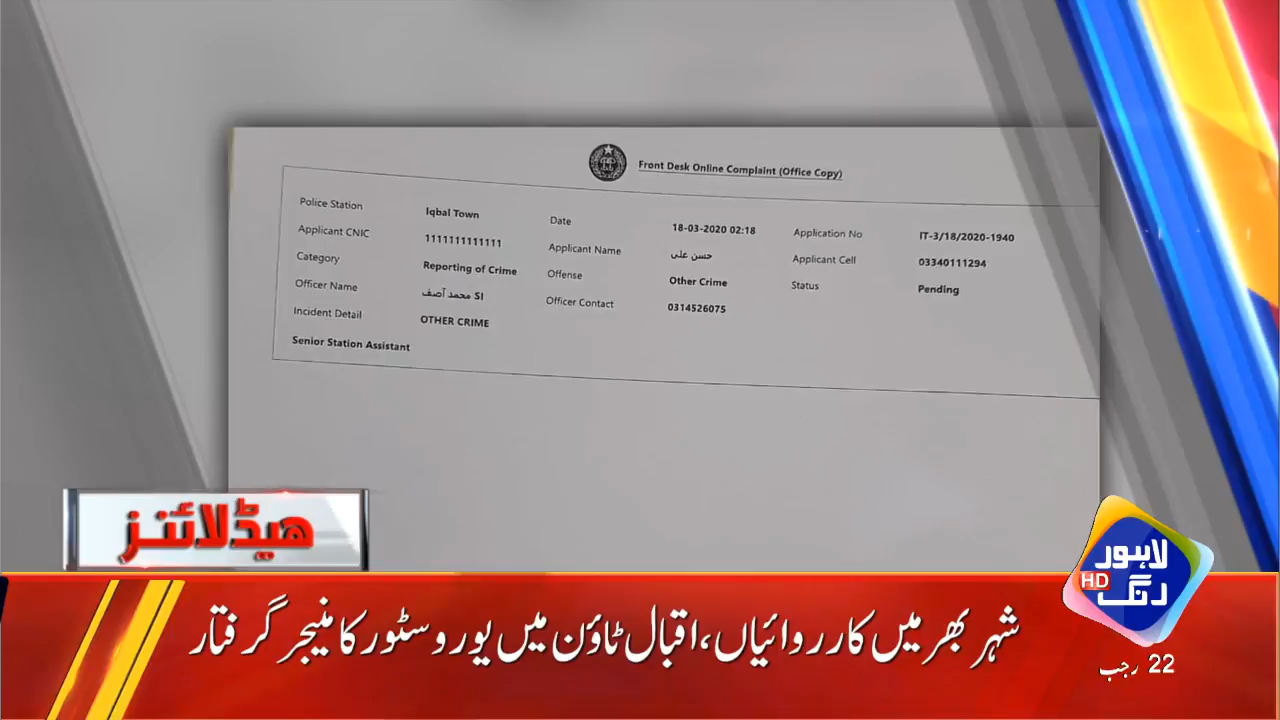 Front Desk Online Complaint (Office Copy)
Police Station Iqbal Town Date 18-03-2020 02:18 Application No IT-3/18/2020-1940
Applicant CNIC 1111111111111 Applicant Name حسن علی Applicant Cell 03340111294
Category Reporting of Crime Offense Other Crime Status Pending
Officer Name محمد آصف SI Officer Contact 0314526075
Incident Detail OTHER CRIME
Senior Station Assistant
ہیڈلائنز
لاہور
رنگ HD
شہر بھر میں کارروائیاں، اقبال ٹاؤن میں یورو سٹور کا منیجر گرفتار
22 رجب